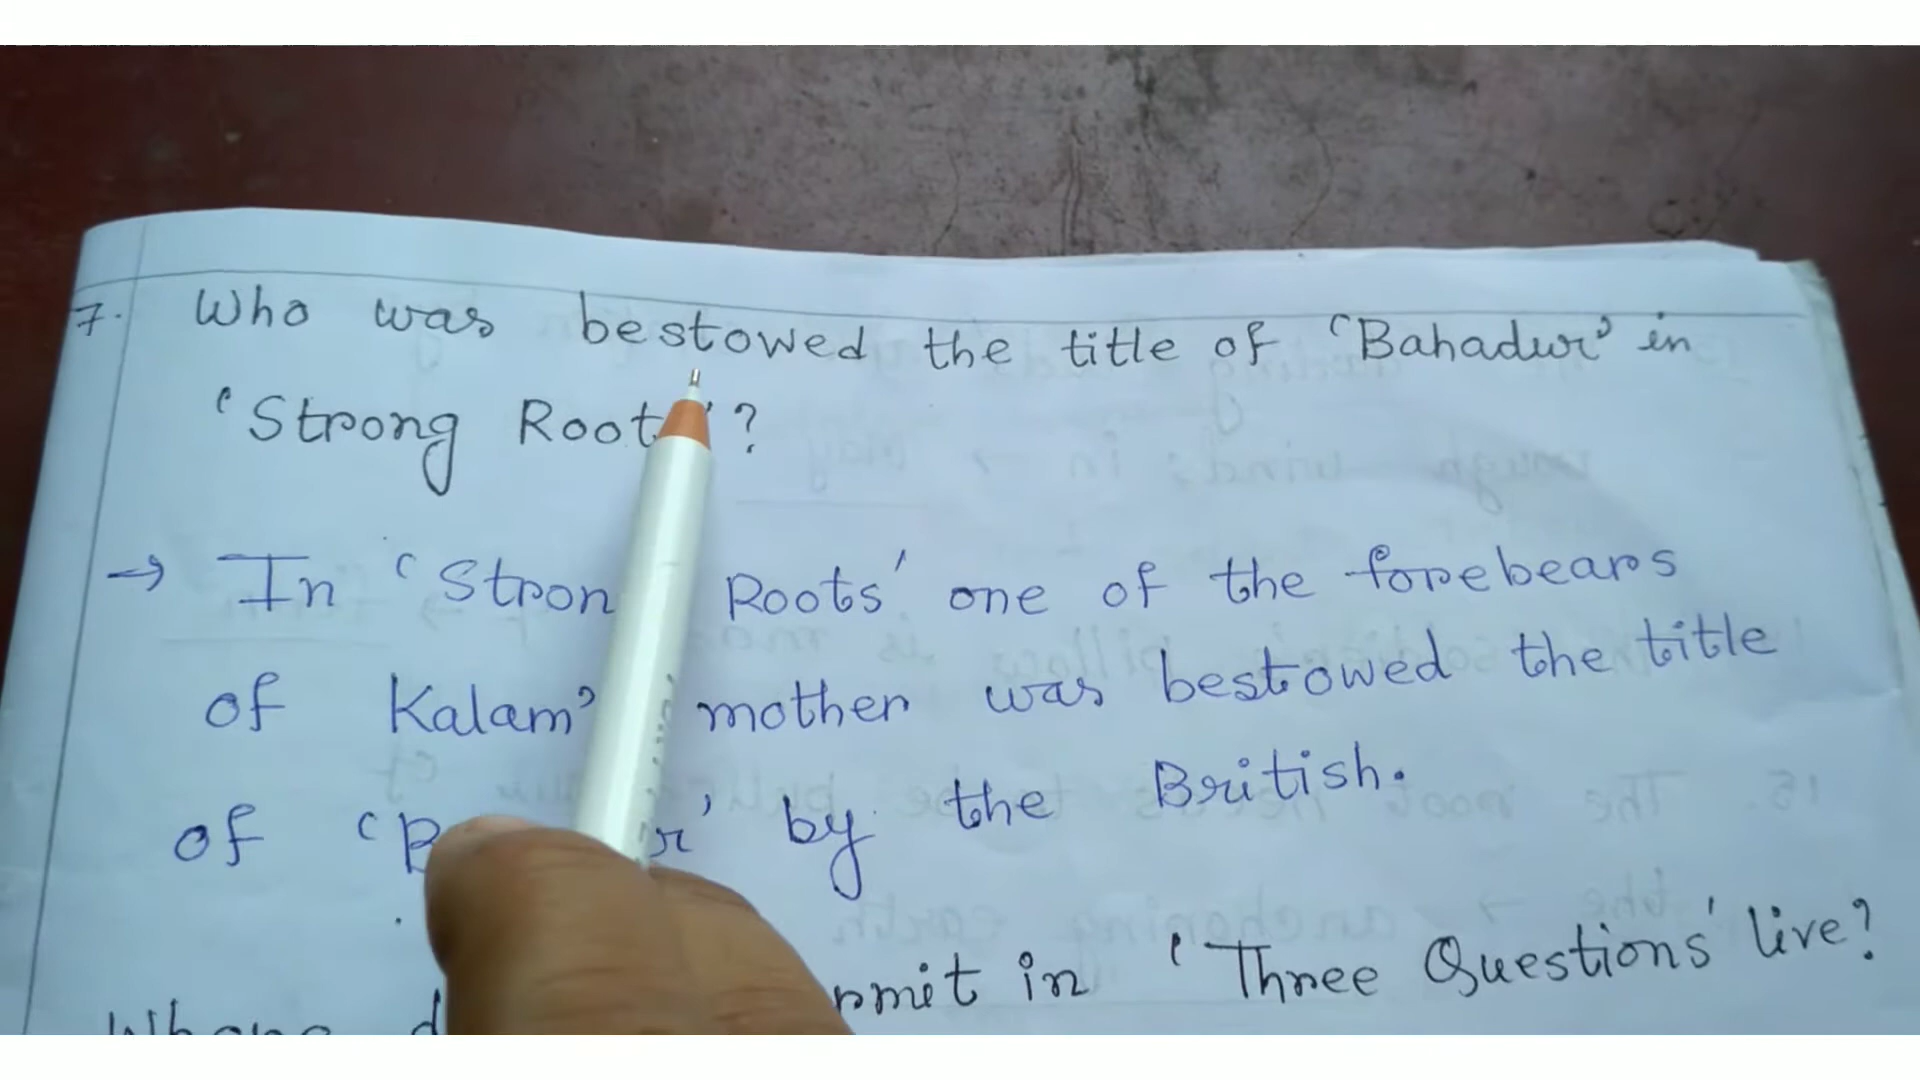 7. Who was bestowed the title of 'Bahadur' in
'Strong Root'?
→ In 'Stron Roots' one of the forebears
of Kalam' mother was bestowed the title
of 'B r' by the British.
rmit in 'Three Questions' live?